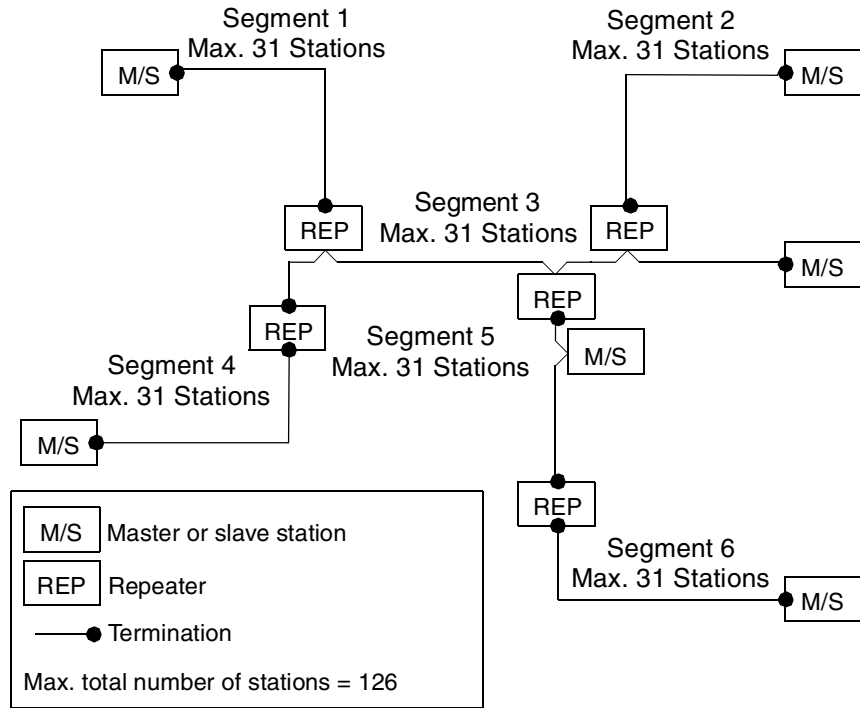 Segment 1
Max. 31 Stations
M/S
Segment 2
Max. 31 Stations
M/S
REP
Segment 3
Max. 31 Stations
REP
M/S
REP
REP
Segment 5
Max. 31 Stations
M/S
Segment 4
Max. 31 Stations
M/S
REP
Segment 6
Max. 31 Stations
M/S
M/S Master or slave station
REP Repeater
Termination
Max. total number of stations = 126